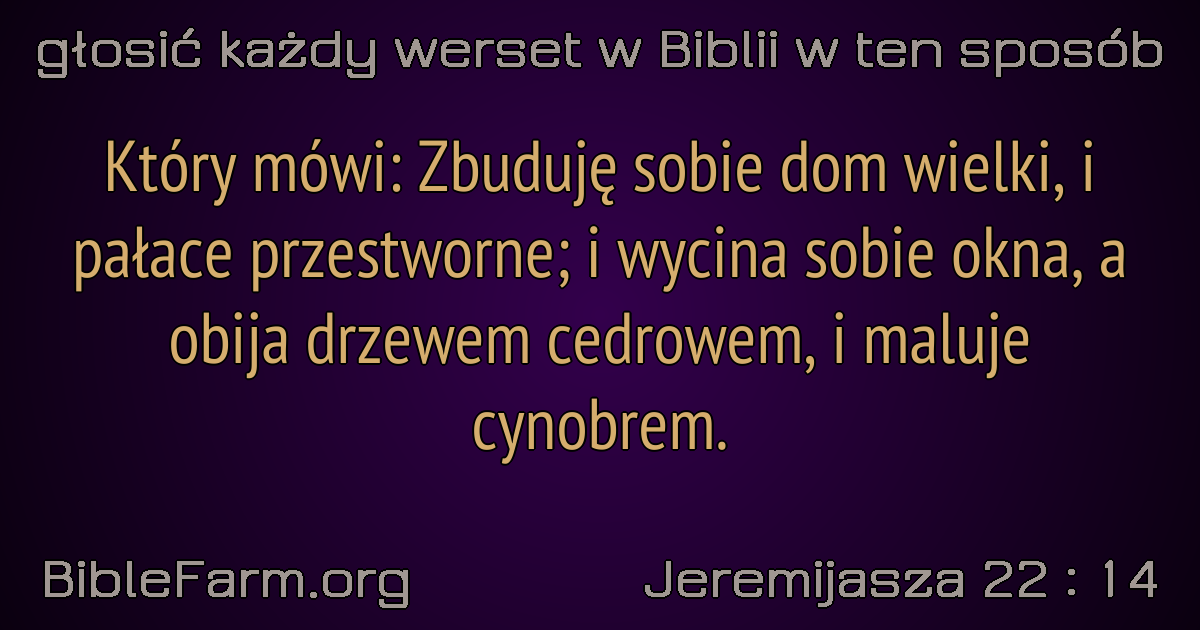 głosić każdy werset w Biblii w ten sposób
Który mówi: Zbuduję sobie dom wielki, i
pałace przestworne; i wycina sobie okna, a
obija drzewem cedrowem, i maluje
cynobrem.
BibleFarm.org
Jeremijasza 22 : 14